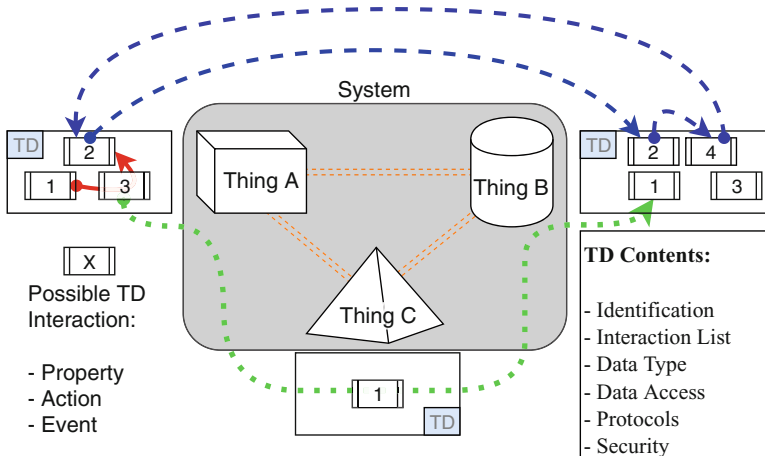 System
TD
2
1
3
Thing A
Thing B
Thing C
TD
2
4
1
3
X
Possible TD
Interaction:
- Property
- Action
- Event
1
TD
TD Contents:
- Identification
- Interaction List
- Data Type
- Data Access
- Protocols
- Security